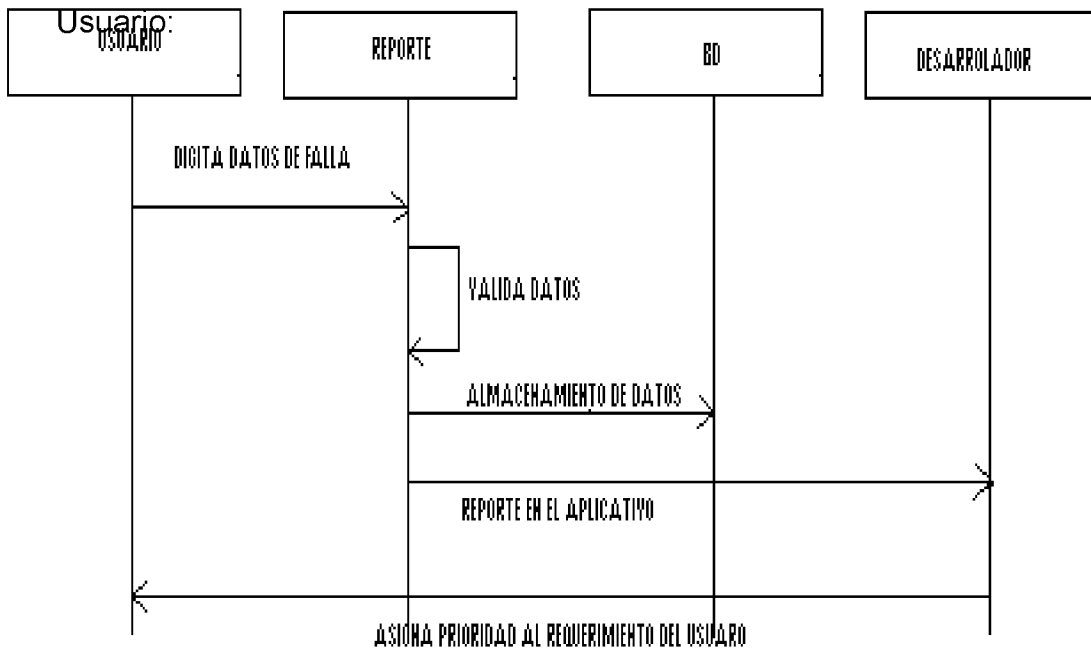 Usuario:
USUARIO
REPORTE
BD
DESARROLADOR
DIGITA DATOS DE FALLA
VALIDA DATOS
ALMACENAMIENTO DE DATOS
REPORTE EN EL APLICATIVO
ASIGNA PRIORIDAD AL REQUERIMIENTO DEL USUARO